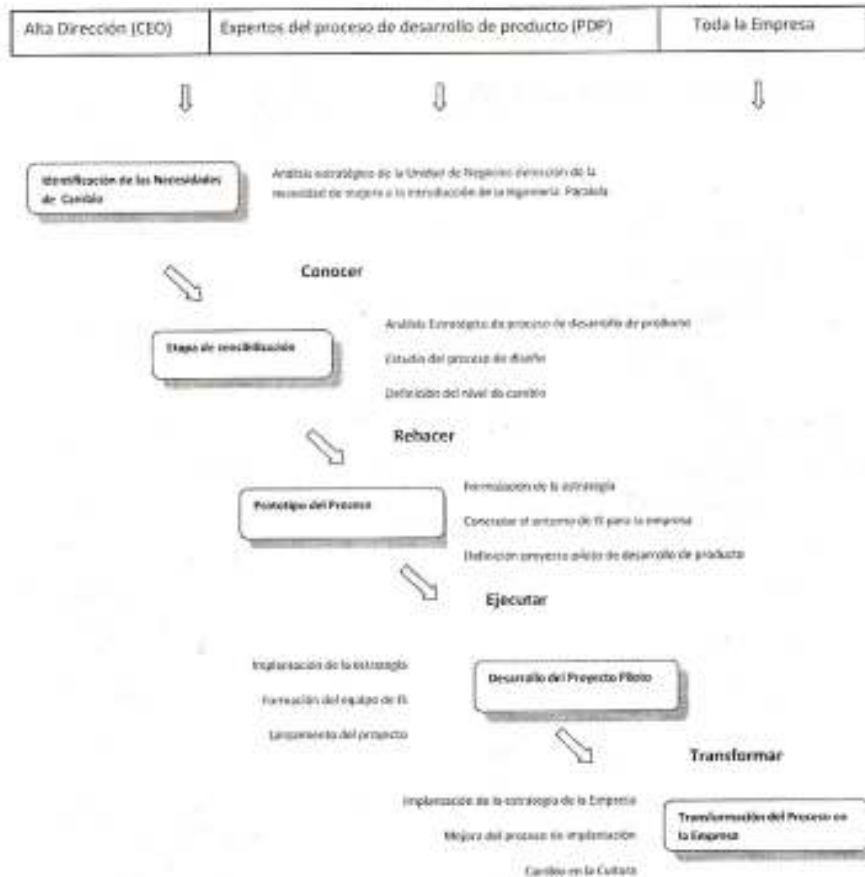 Alta Dirección (CEO)
Expertos del proceso de desarrollo de producto (PDP)
Toda la Empresa
Identificación de las Necesidades
de Cambio
Análisis estratégico de la Unidad de Negocios detección de la
necesidad de mejora a la introducción de la Ingeniería Paralela
Conocer
Etapa de sensibilización
Análisis Estratégico de proceso de desarrollo de producto
Estudio del proceso de diseño
Definición del nivel de cambio
Rehacer
Prototipo del Proceso
Formulación de la estrategia
el entorno de IS para la empresa
Definición proyecto piloto de desarrollo de producto
Ejecutar
Implantación de la estrategia
Formación del equipo de IS
Lanzamiento del proyecto
Desarrollo del Proyecto Piloto
Transformar
Implantación de la estrategia de la Empresa
Mejora del proceso de implantación
Cambio en la Cultura
Transformación del Proceso en
la Empresa